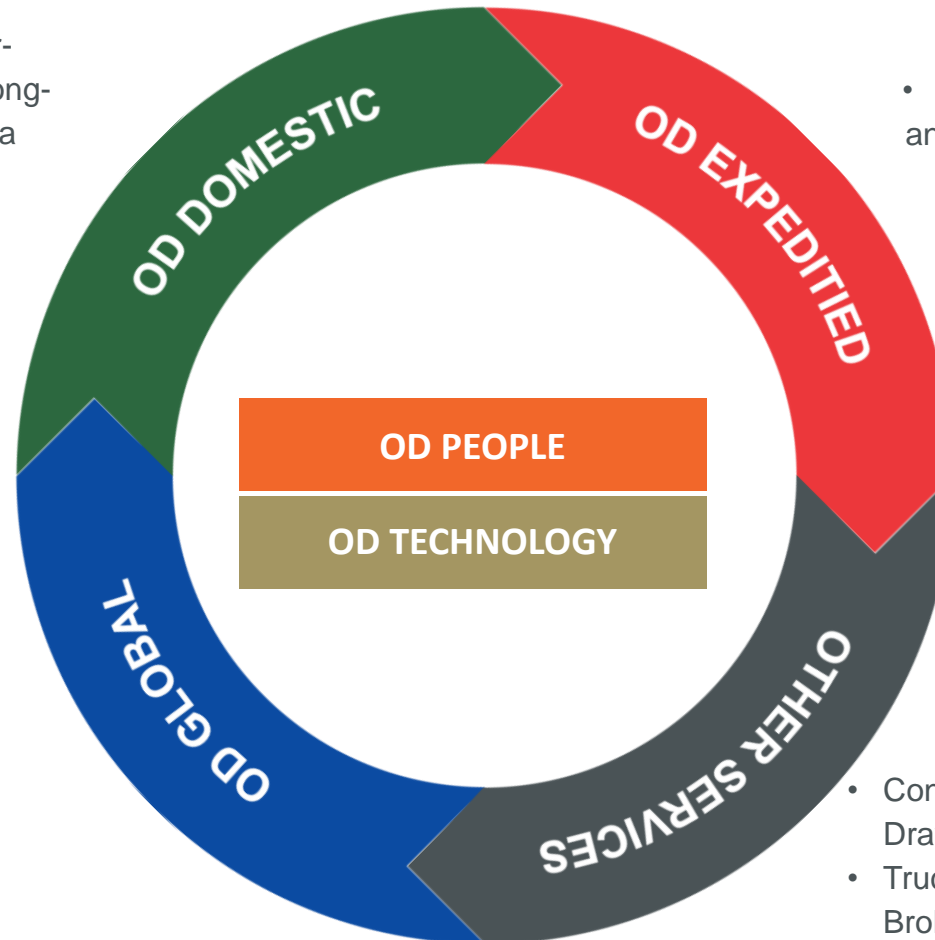 OD DOMESTIC
OD EXPEDITIED
a
OD PEOPLE
OD TECHNOLOGY
OD GLOBAL
OTHER SERVICES